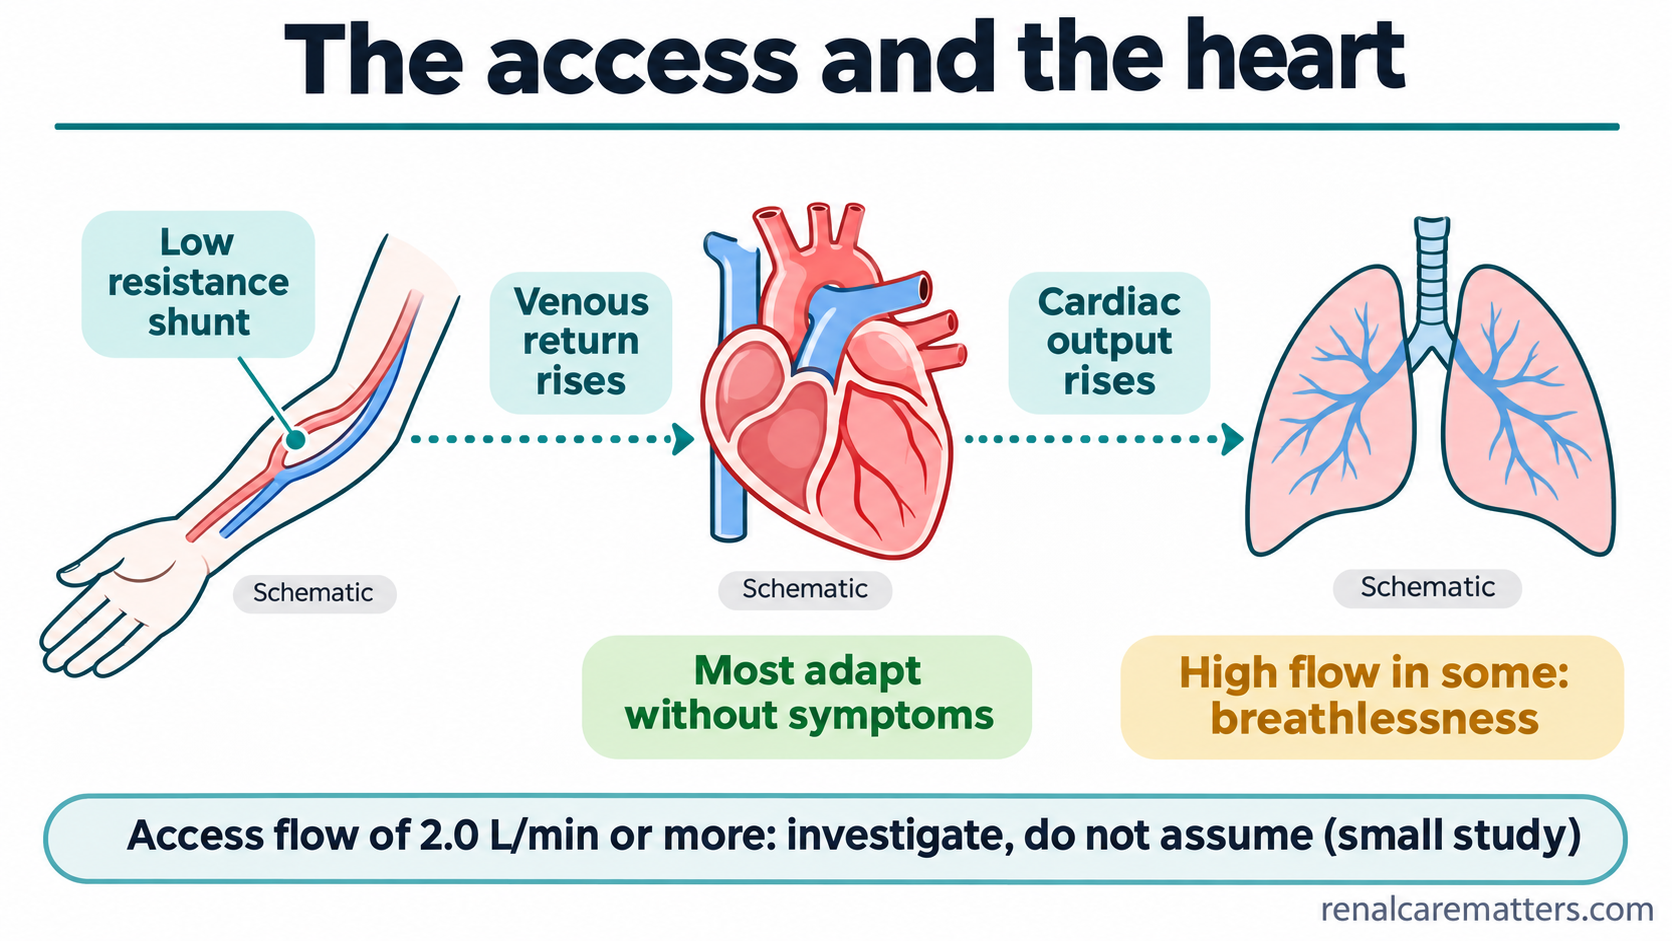 The access and the heart
Low
resistance
shunt
Venous
return
rises
Cardiac
output
rises
Schematic
Schematic
Schematic
Most adapt
without symptoms
High flow in some:
breathlessness
Access flow of 2.0 L/min or more: investigate, do not assume (small study)
renalcarematters.com